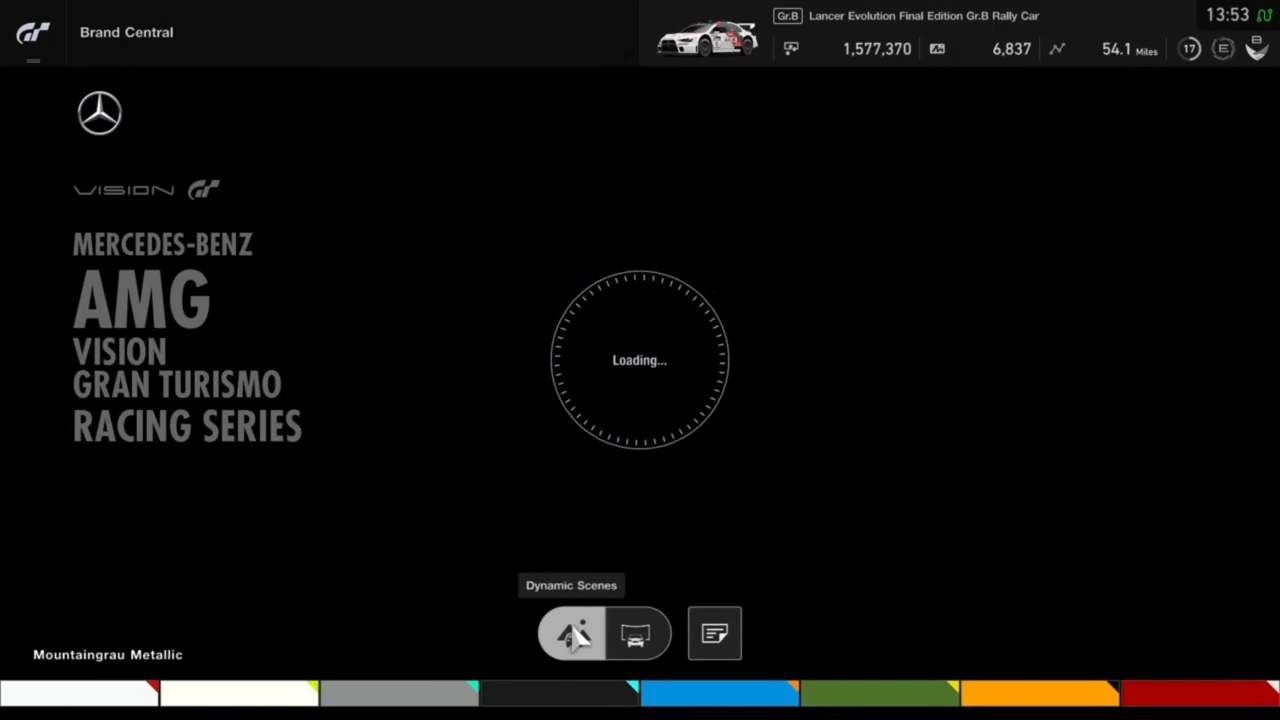 Brand Central
Gr.B Lancer Evolution Final Edition Gr.B Rally Car
1,577,370 6,837 54.1 Miles 17 E B
13:53
VISION GT
MERCEDES-BENZ
AMG
VISION
GRAN TURISMO
RACING SERIES
Loading...
Dynamic Scenes
Mountaingrau Metallic